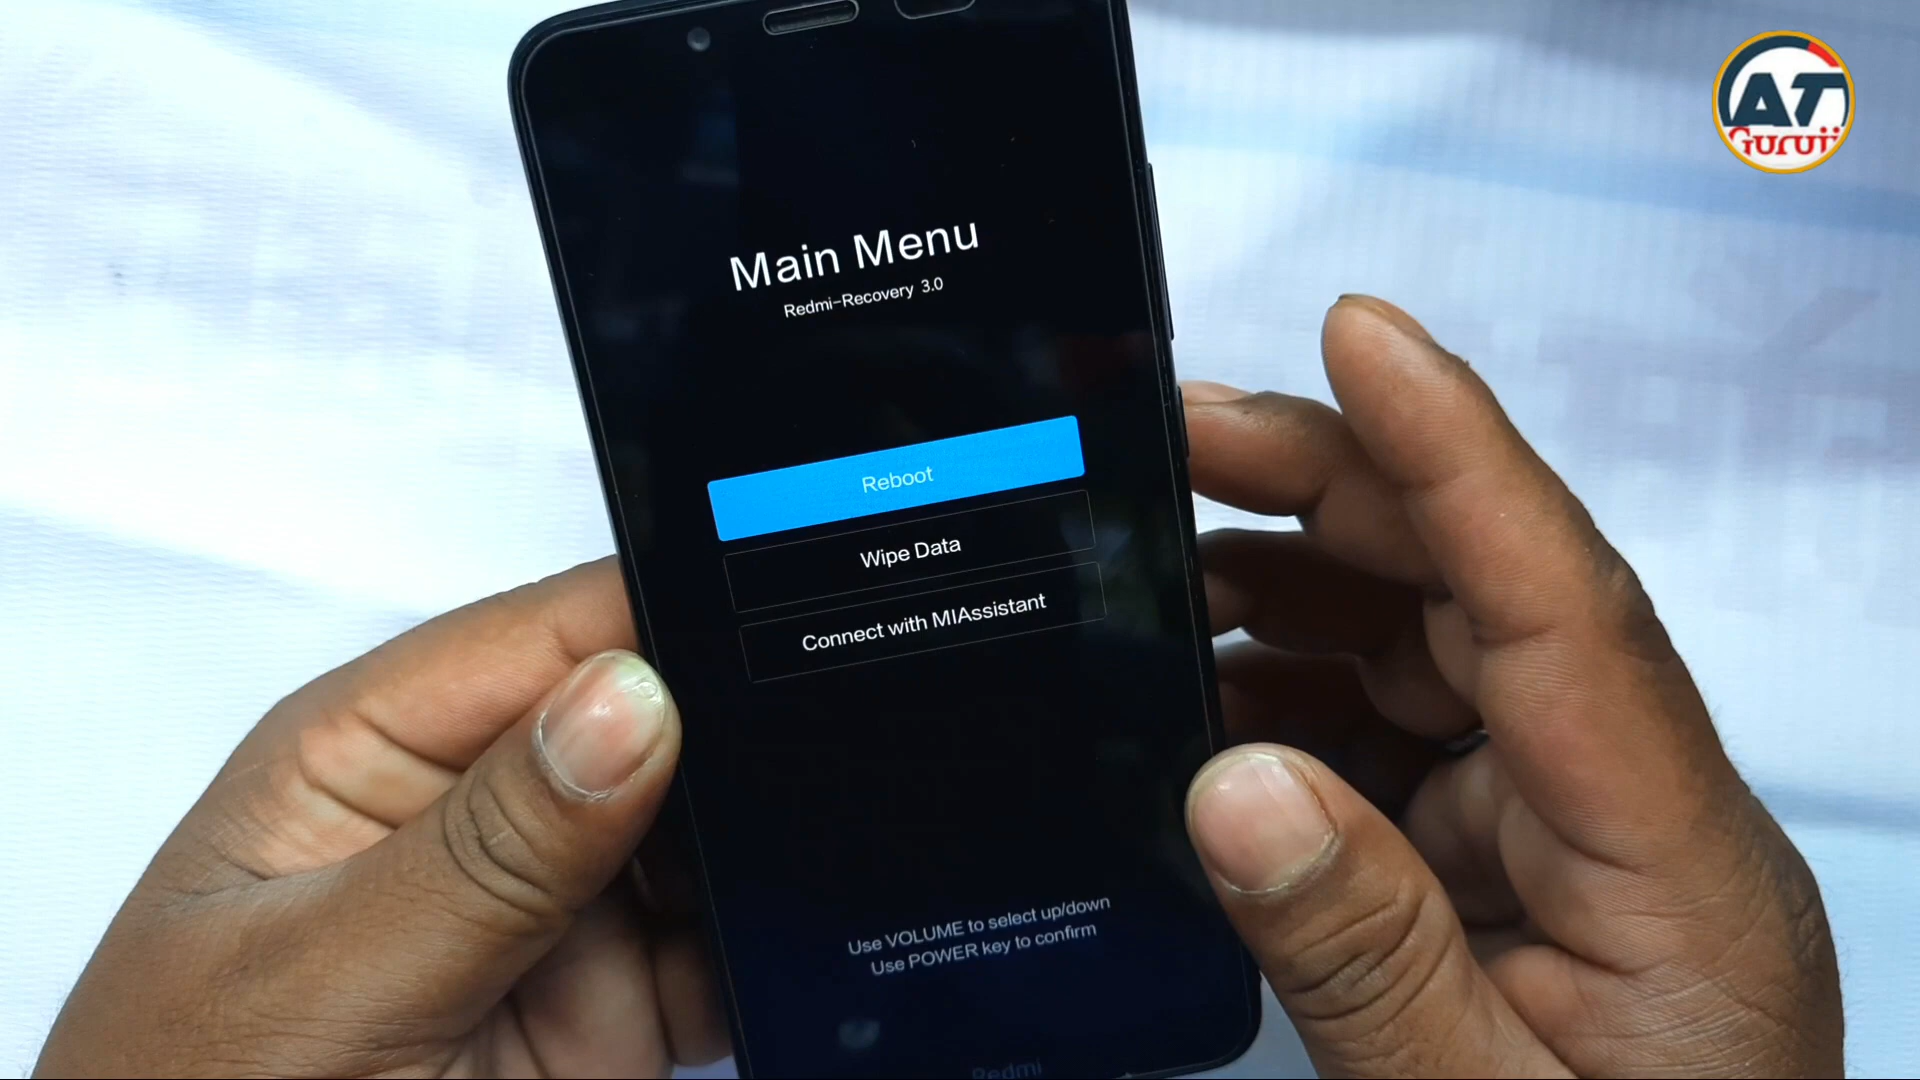 AT
Guruji
Main Menu
Redmi-Recovery 3.0
Reboot
Wipe Data
Connect with MIAssistant
Use VOLUME to select up/down
Use POWER key to confirm
Redmi